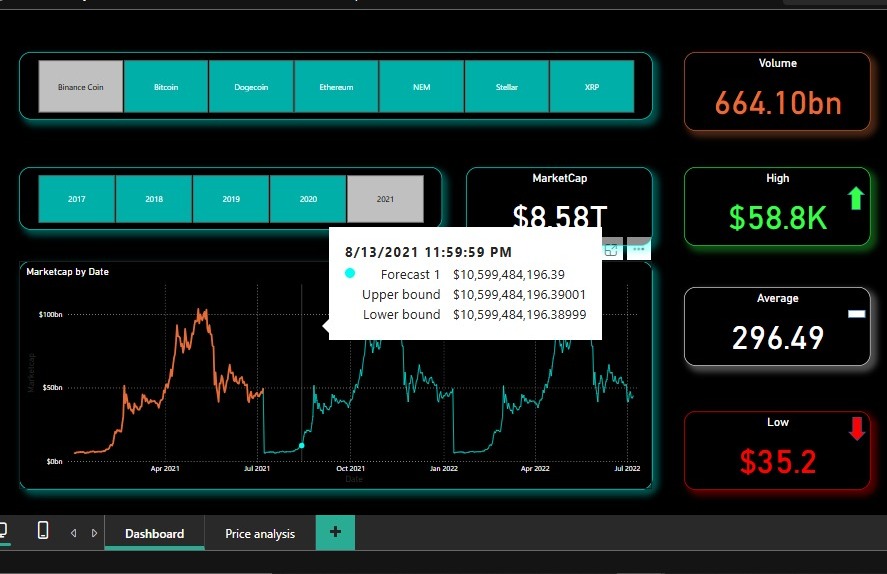 Binance Coin
Bitcoin
Dogecoin
Ethereum
NEM
Stellar
XRP
Volume
664.10bn
2017
2018
2019
2020
2021
MarketCap
$8.58T
High
$58.8K
8/13/2021 11:59:59 PM
Forecast 1 $10,599,484,196.39
Upper bound $10,599,484,196.39001
Lower bound $10,599,484,196.38999
Marketcap by Date
$100bn
$50bn
$0bn
Marketcap
Apr 2021
Jul 2021
Oct 2021
Jan 2022
Apr 2022
Jul 2022
Date
Average
296.49
Low
$35.2
Dashboard
Price analysis
+